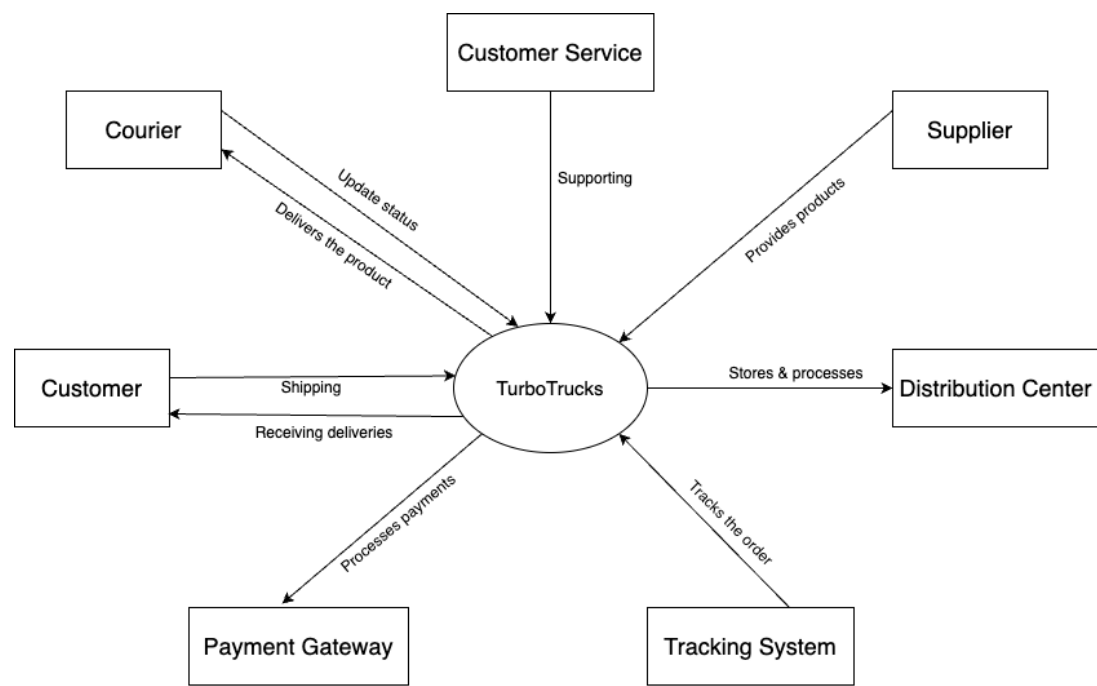 Customer Service
Courier
Supplier
Update status
Supporting
Delivers the product
Provides products
Customer
Shipping
Receiving deliveries
TurboTrucks
Stores & processes
Distribution Center
Processes payments
Tracks the order
Payment Gateway
Tracking System